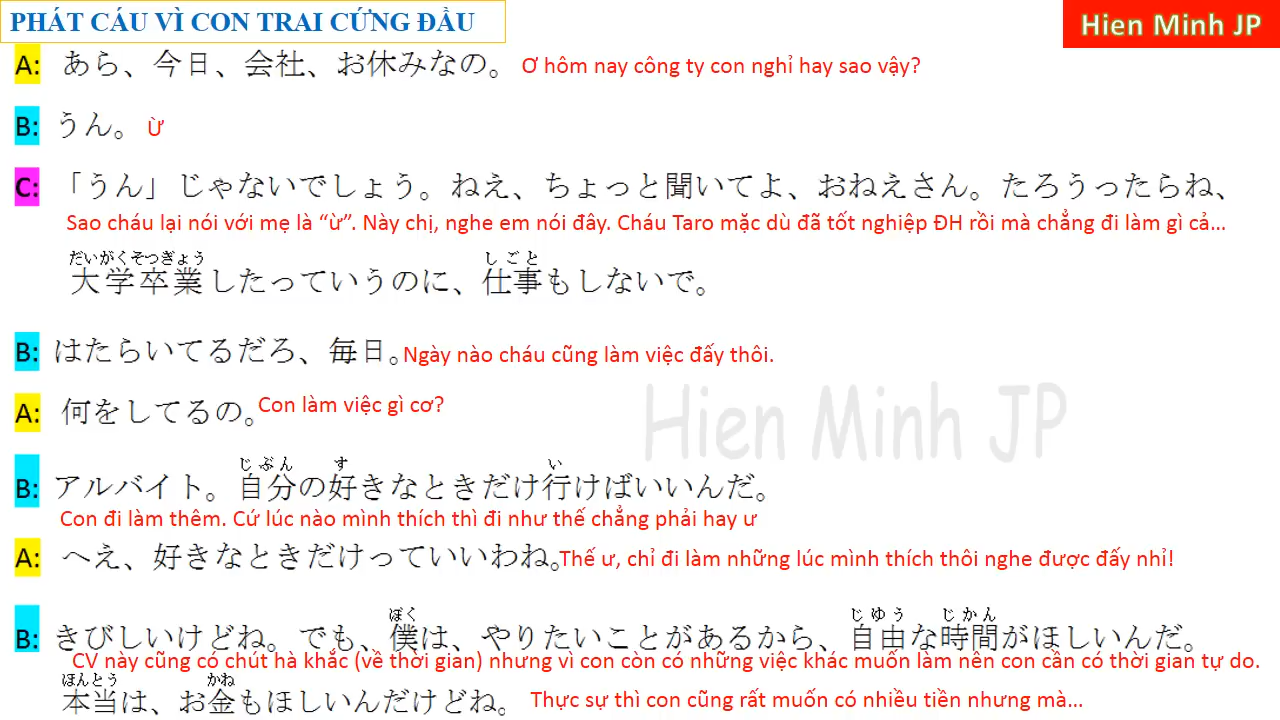 PHÁT CÁU VÌ CON TRAI CỨNG ĐẦU
Hien Minh JP
A: あら、今日、会社、お休みなの。 Ơ hôm nay công ty con nghỉ hay sao vậy?
B: うん。 Ừ
C: 「うん」じゃないでしょう。ねえ、ちょっと聞いてよ、おねえさん。たろうったらね、
Sao cháu lại nói với mẹ là “ừ”. Này chị, nghe em nói đây. Cháu Taro mặc dù đã tốt nghiệp ĐH rồi mà chẳng đi làm gì cả...
だいがくそつぎょう しごと
大学卒業したっていうのに、仕事もしないで。
B: はたらいてるだろ、毎日。Ngày nào cháu cũng làm việc đấy thôi.
A: 何をしてるの。Con làm việc gì cơ?
Hien Minh JP
じぶん す い
B: アルバイト。自分の好きなときだけ行けばいいんだ。
Con đi làm thêm. Cứ lúc nào mình thích thì đi như thế chẳng phải hay ư
A: へえ、好きなときだけっていいわね。Thế ư, chỉ đi làm những lúc mình thích thôi nghe được đấy nhỉ!
ぼく じゆう じかん
B: きびしいけどね。でも、僕は、やりたいことがあるから、自由な時間がほしいんだ。
CV này cũng có chút hà khắc (về thời gian) nhưng vì con còn có những việc khác muốn làm nên con cần có thời gian tự do.
ほんとう かね
本当は、お金もほしいんだけどね。 Thực sự thì con cũng rất muốn có nhiều tiền nhưng mà...